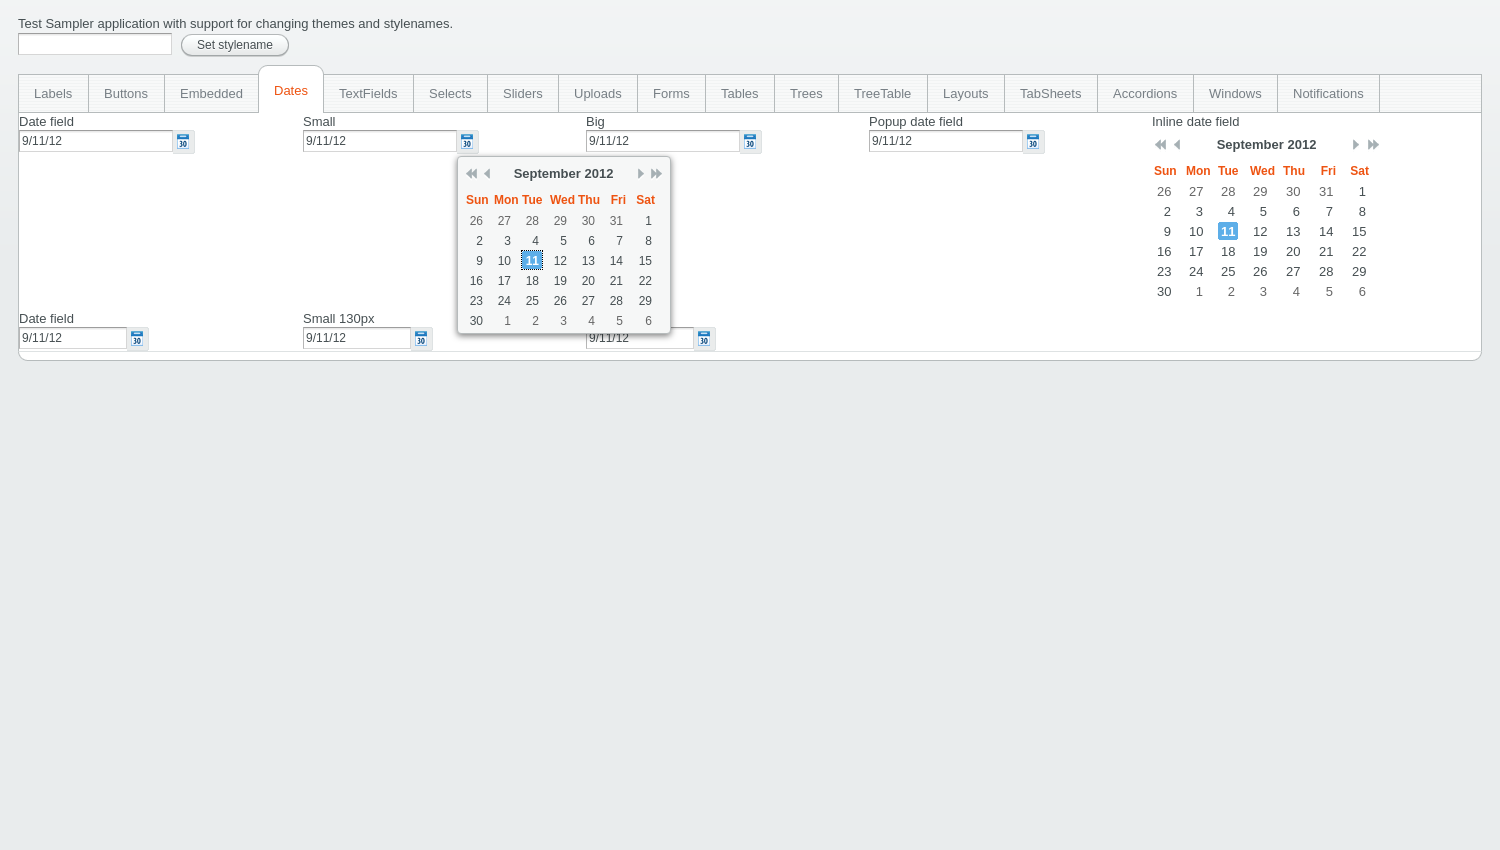 Test Sampler application with support for changing themes and stylenames.
Set stylename
Labels Buttons Embedded Dates TextFields Selects Sliders Uploads Forms Tables Trees TreeTable Layouts TabSheets Accordions Windows Notifications
Date field Small Big Popup date field Inline date field
9/11/12 9/11/12 9/11/12 9/11/12
September 2012
Sun Mon Tue Wed Thu Fri Sat
26 27 28 29 30 31 1
2 3 4 5 6 7 8
9 10 11 12 13 14 15
16 17 18 19 20 21 22
23 24 25 26 27 28 29
30 1 2 3 4 5 6
September 2012
Sun Mon Tue Wed Thu Fri Sat
26 27 28 29 30 31 1
2 3 4 5 6 7 8
9 10 11 12 13 14 15
16 17 18 19 20 21 22
23 24 25 26 27 28 29
30 1 2 3 4 5 6
Date field Small 130px
9/11/12 9/11/12 9/11/12